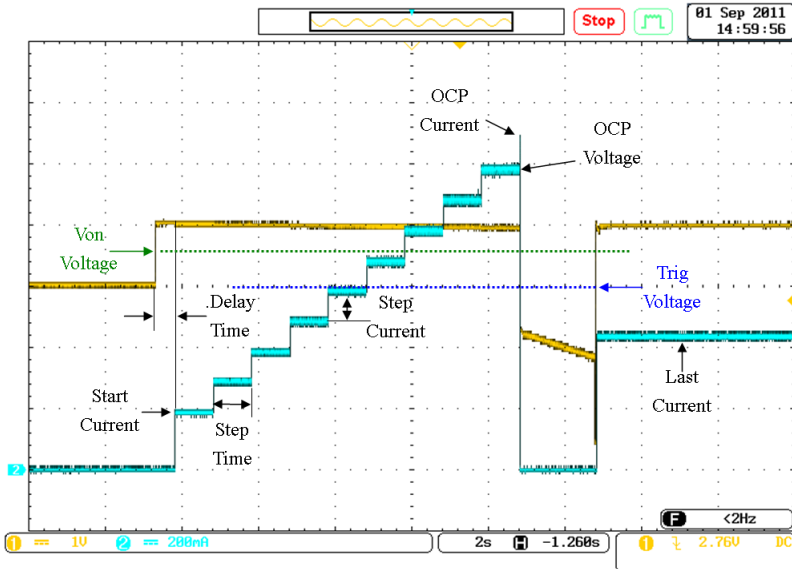 Stop
01 Sep 2011
14:59:56
OCP
Current
OCP
Voltage
Von
Voltage
Delay
Time
Step
Current
Trig
Voltage
Start
Current
Step
Time
Last
Current
2
F <2Hz
1 1V 2 200mA
2s H -1.260s
1 2.76V DC